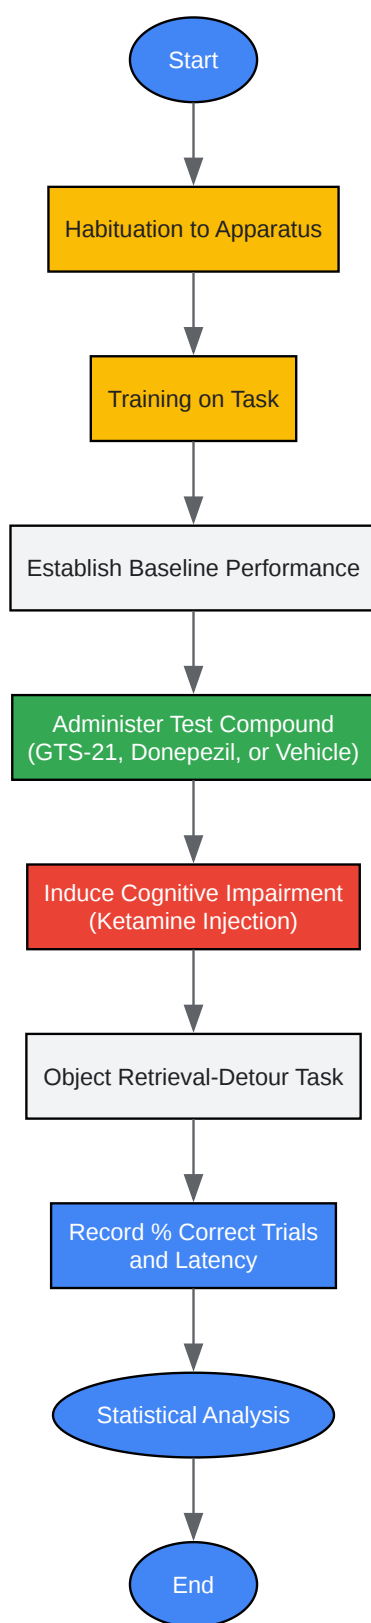 Start
Habituation to Apparatus
Training on Task
Establish Baseline Performance
Administer Test Compound
(GTS-21, Donepezil, or Vehicle)
Induce Cognitive Impairment
(Ketamine Injection)
Object Retrieval-Detour Task
Record % Correct Trials
and Latency
Statistical Analysis
End